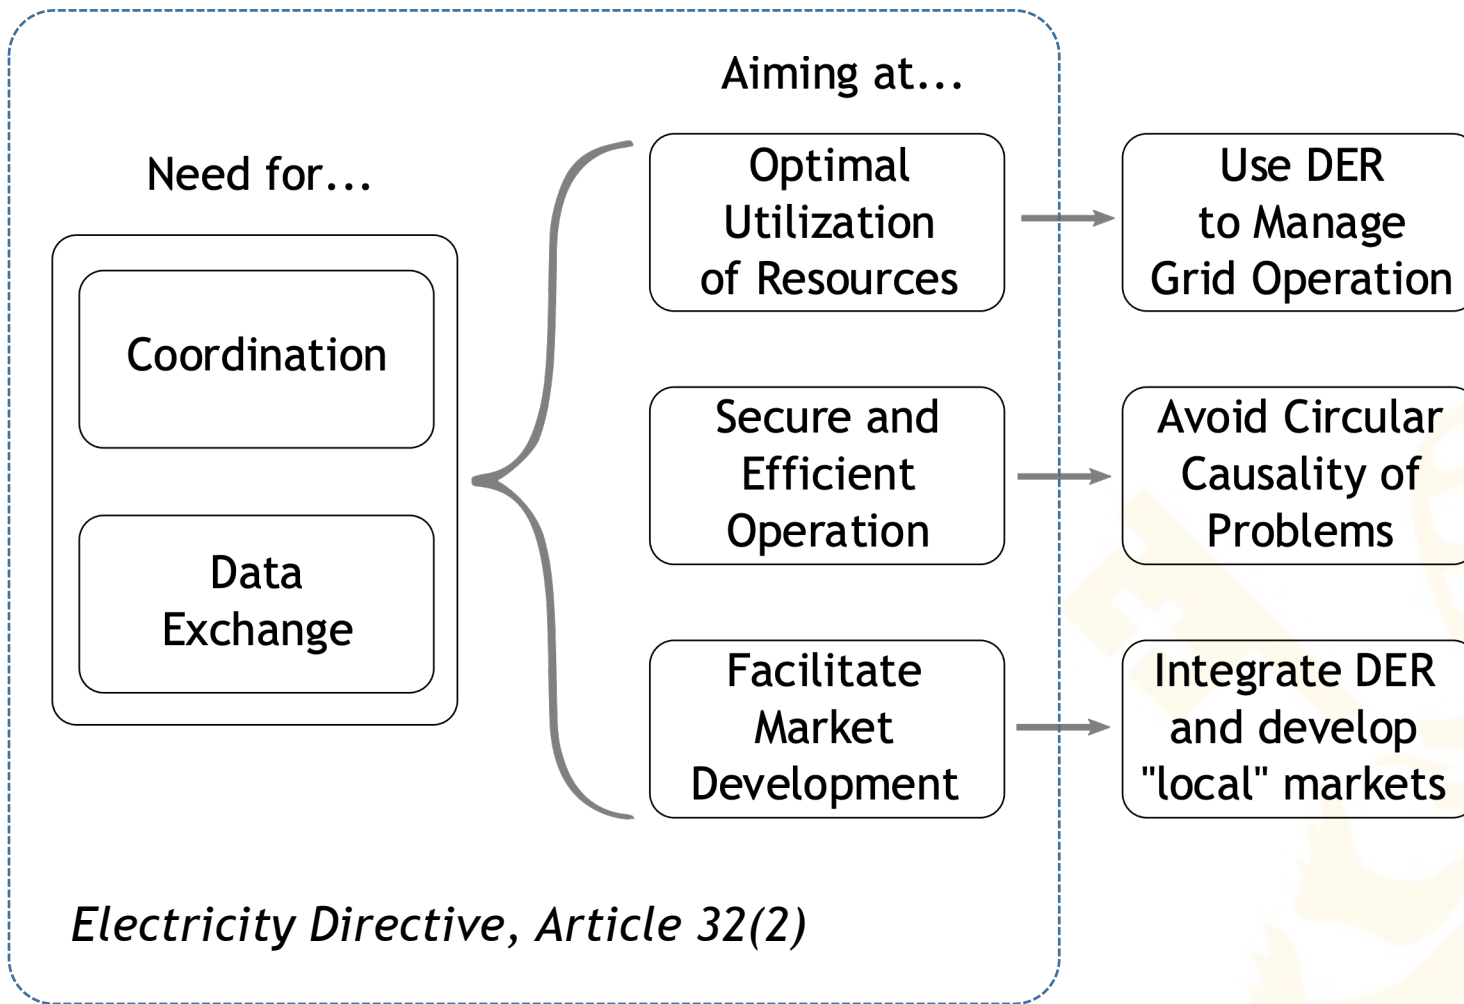 Need for...
Coordination
Data
Exchange
Aiming at...
Optimal
Utilization
of Resources
Secure and
Efficient
Operation
Facilitate
Market
Development
Use DER
to Manage
Grid Operation
Avoid Circular
Causality of
Problems
Integrate DER
and develop
"local" markets
Electricity Directive, Article 32(2)